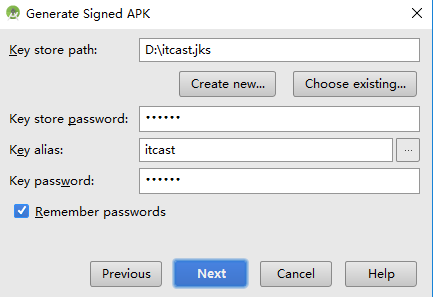 Generate Signed APK
Key store path: D:\itcast.jks
Create new... Choose existing...
Key store password: ••••••
Key alias: itcast ...
Key password: ••••••
Remember passwords
Previous Next Cancel Help